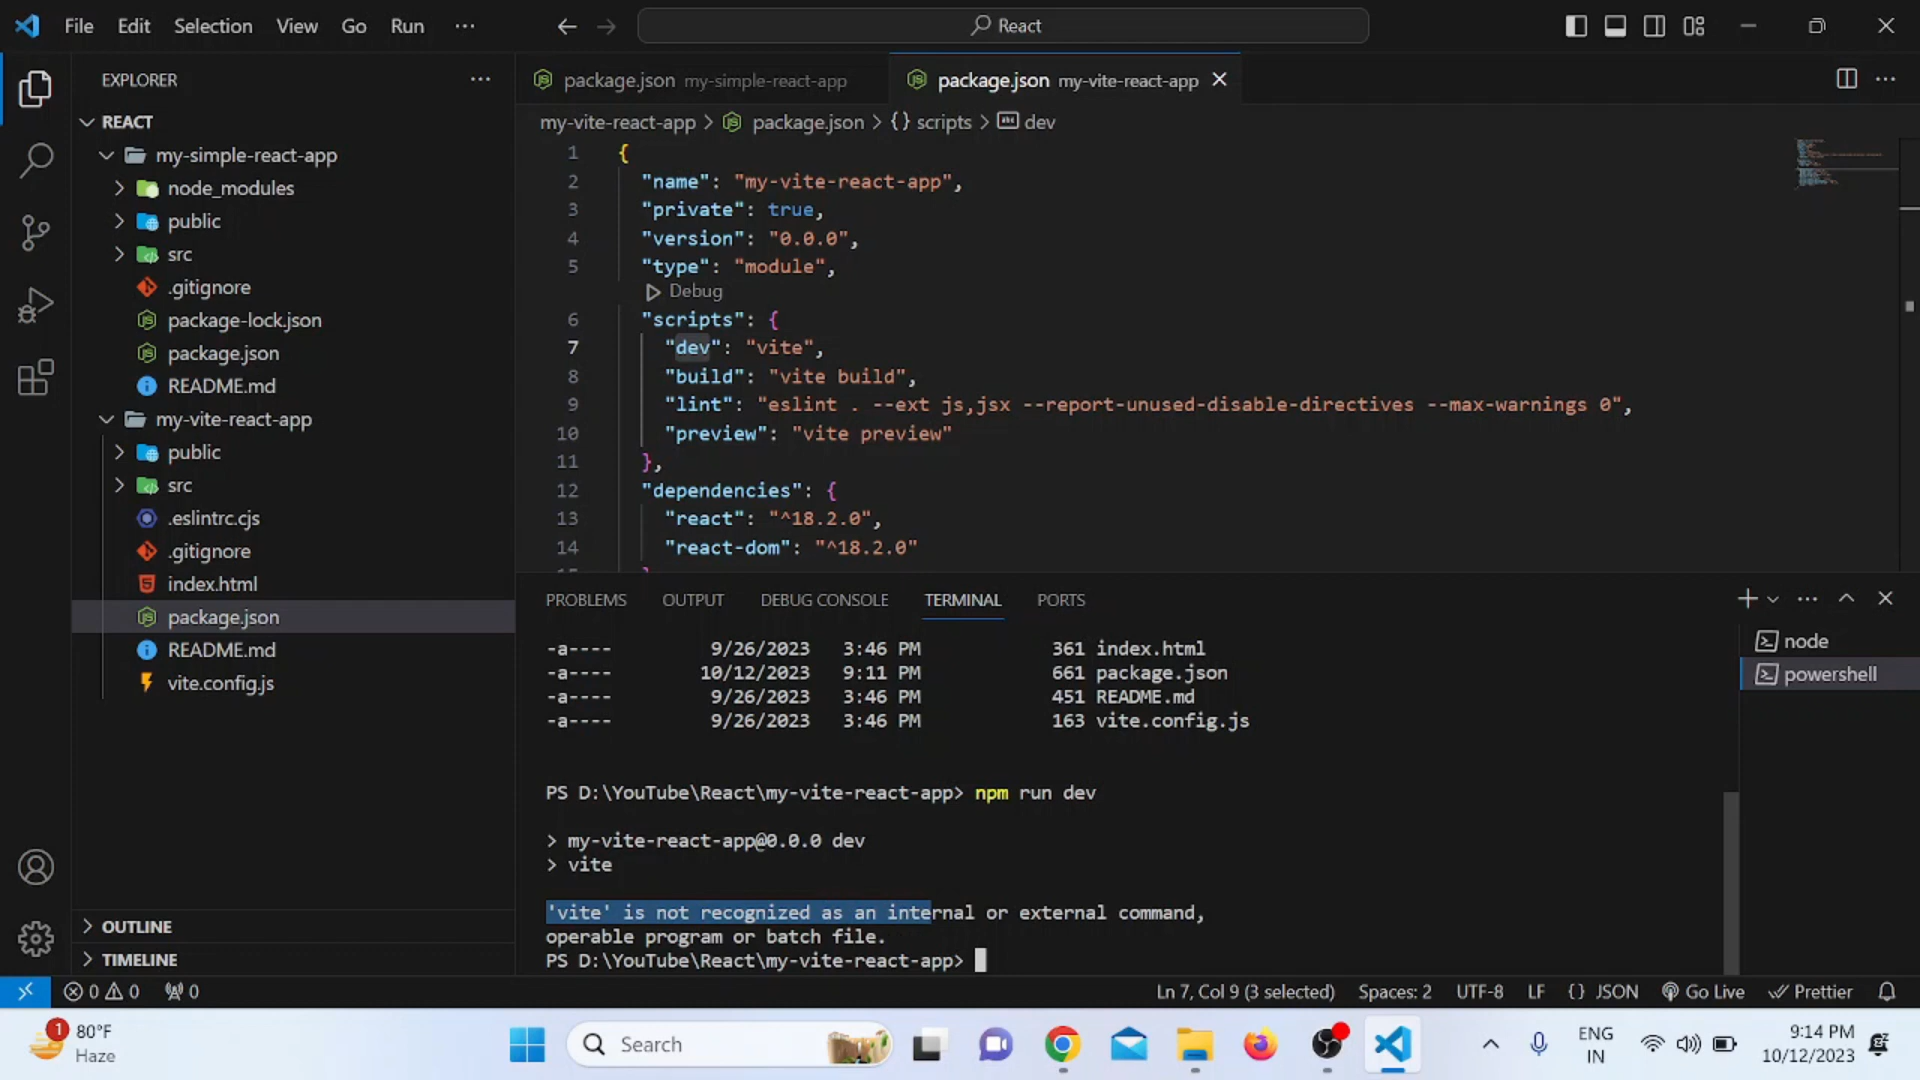 File Edit Selection View Go Run ···
React
EXPLORER
REACT
my-simple-react-app
node_modules
public
src
.gitignore
package-lock.json
package.json
README.md
my-vite-react-app
public
src
.eslintrc.cjs
.gitignore
index.html
package.json
README.md
vite.config.js
OUTLINE
TIMELINE
package.json my-simple-react-app
package.json my-vite-react-app
my-vite-react-app > package.json > {} scripts > dev
1 {
2 "name": "my-vite-react-app",
3 "private": true,
4 "version": "0.0.0",
5 "type": "module",
Debug
6 "scripts": {
7 "dev": "vite",
8 "build": "vite build",
9 "lint": "eslint . --ext js,jsx --report-unused-disable-directives --max-warnings 0",
10 "preview": "vite preview"
11 },
12 "dependencies": {
13 "react": "^18.2.0",
14 "react-dom": "^18.2.0"
PROBLEMS OUTPUT DEBUG CONSOLE TERMINAL PORTS
-a---- 9/26/2023 3:46 PM 361 index.html
-a---- 10/12/2023 9:11 PM 661 package.json
-a---- 9/26/2023 3:46 PM 451 README.md
-a---- 9/26/2023 3:46 PM 163 vite.config.js
PS D:\YouTube\React\my-vite-react-app> npm run dev
> my-vite-react-app@0.0.0 dev
> vite
'vite' is not recognized as an internal or external command,
operable program or batch file.
PS D:\YouTube\React\my-vite-react-app>
node
powershell
0 0 0
Ln 7, Col 9 (3 selected) Spaces: 2 UTF-8 LF {} JSON Go Live Prettier
1
80°F
Haze
Search
ENG
IN
9:14 PM
10/12/2023